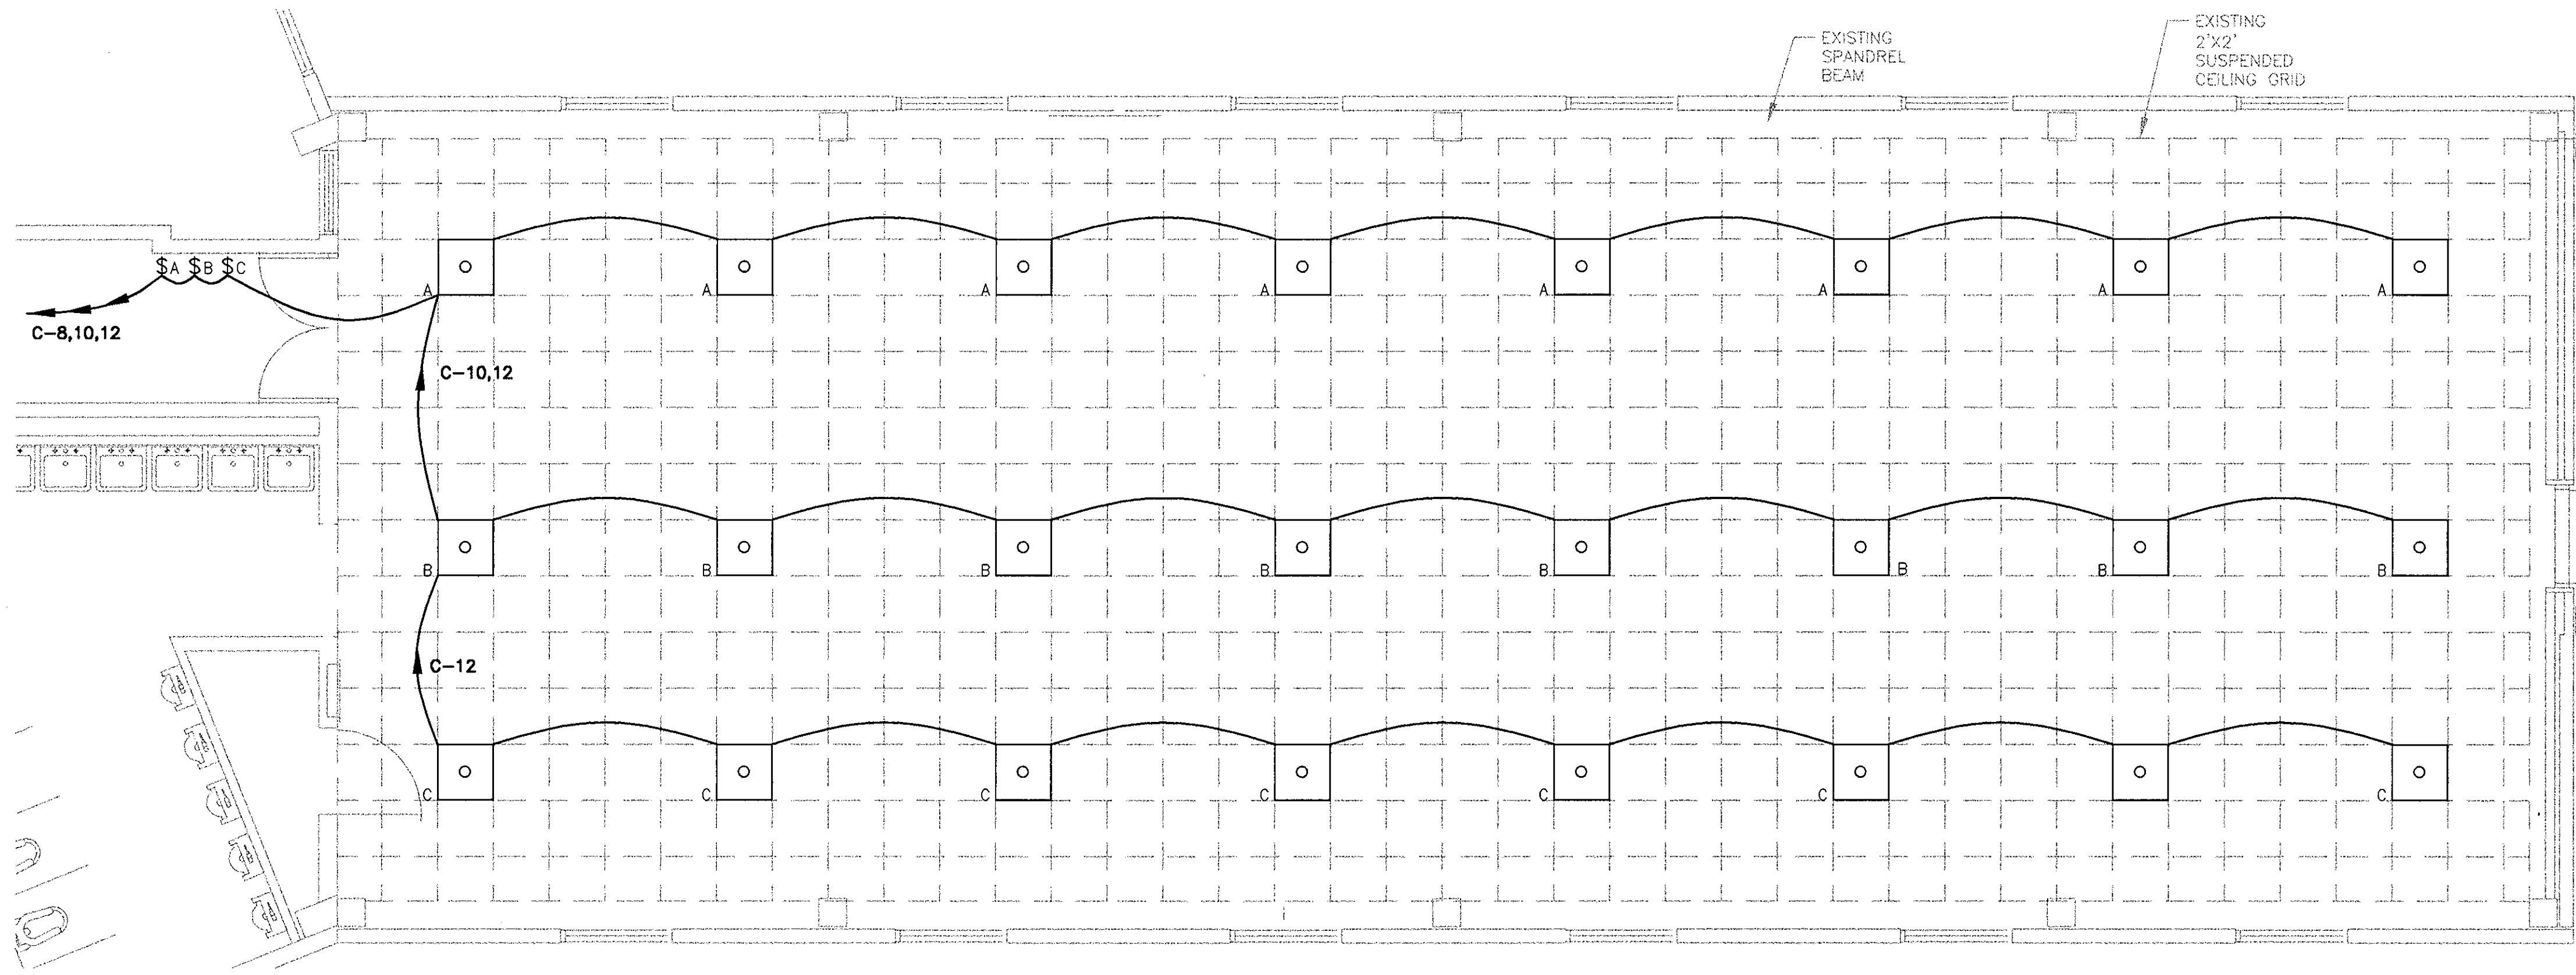 EXISTING
SPANDREL
BEAM
EXISTING
2'X2'
SUSPENDED
CEILING GRID
$A $B $C
C-8,10,12
A A A A A A A A
C-10,12
B B B B B B B B
C-12
C C C C C C C